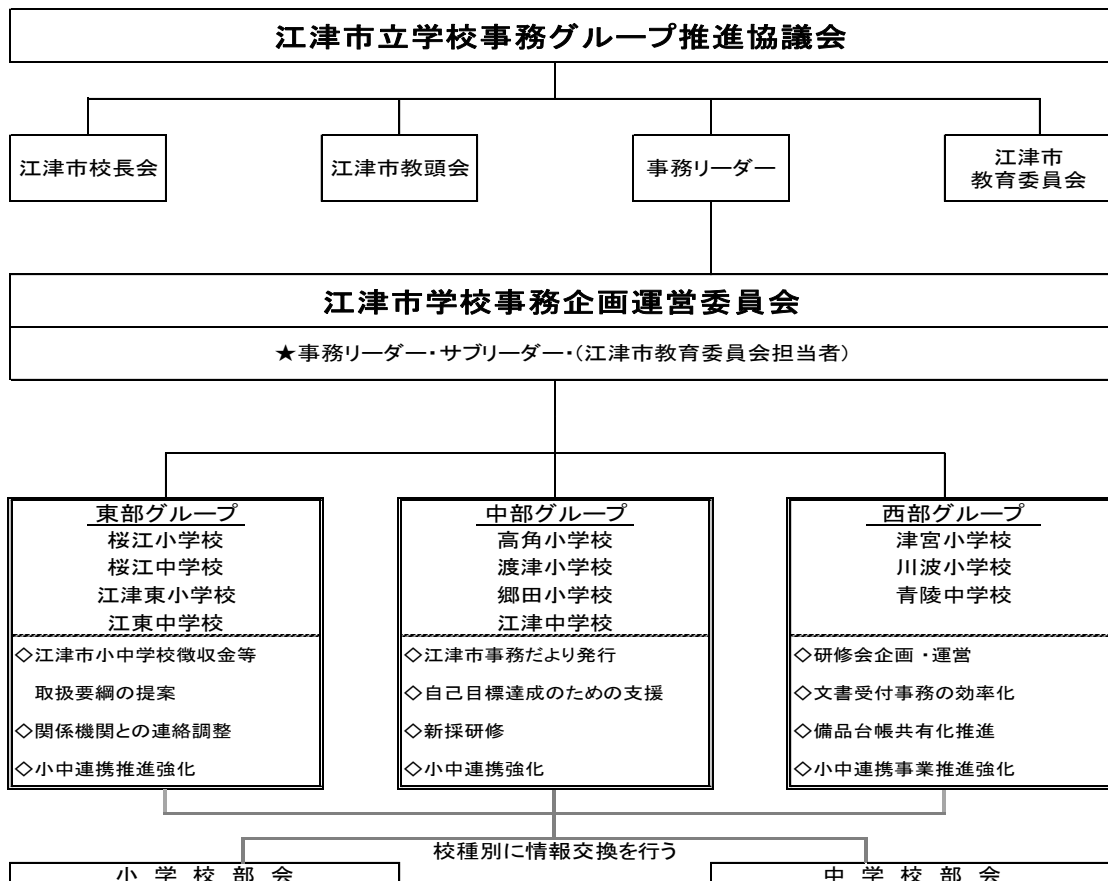 江津市立学校事務グループ推進協議会
江津市校長会
江津市教頭会
事務リーダー
江津市
教育委員会
江津市学校事務企画運営委員会
★事務リーダー・サブリーダー・(江津市教育委員会担当者)
東部グループ
桜江小学校
桜江中学校
江津東小学校
江東中学校
◇江津市小中学校徴収金等
取扱要綱の提案
◇関係機関との連絡調整
◇小中連携推進強化
中部グループ
高角小学校
渡津小学校
郷田小学校
江津中学校
◇江津市事務だより発行
◇自己目標達成のための支援
◇新採研修
◇小中連携強化
西部グループ
津宮小学校
川波小学校
青陵中学校
◇研修会企画・運営
◇文書受付事務の効率化
◇備品台帳共有化推進
◇小中連携事業推進強化
校種別に情報交換を行う
小学校部会
中学校部会